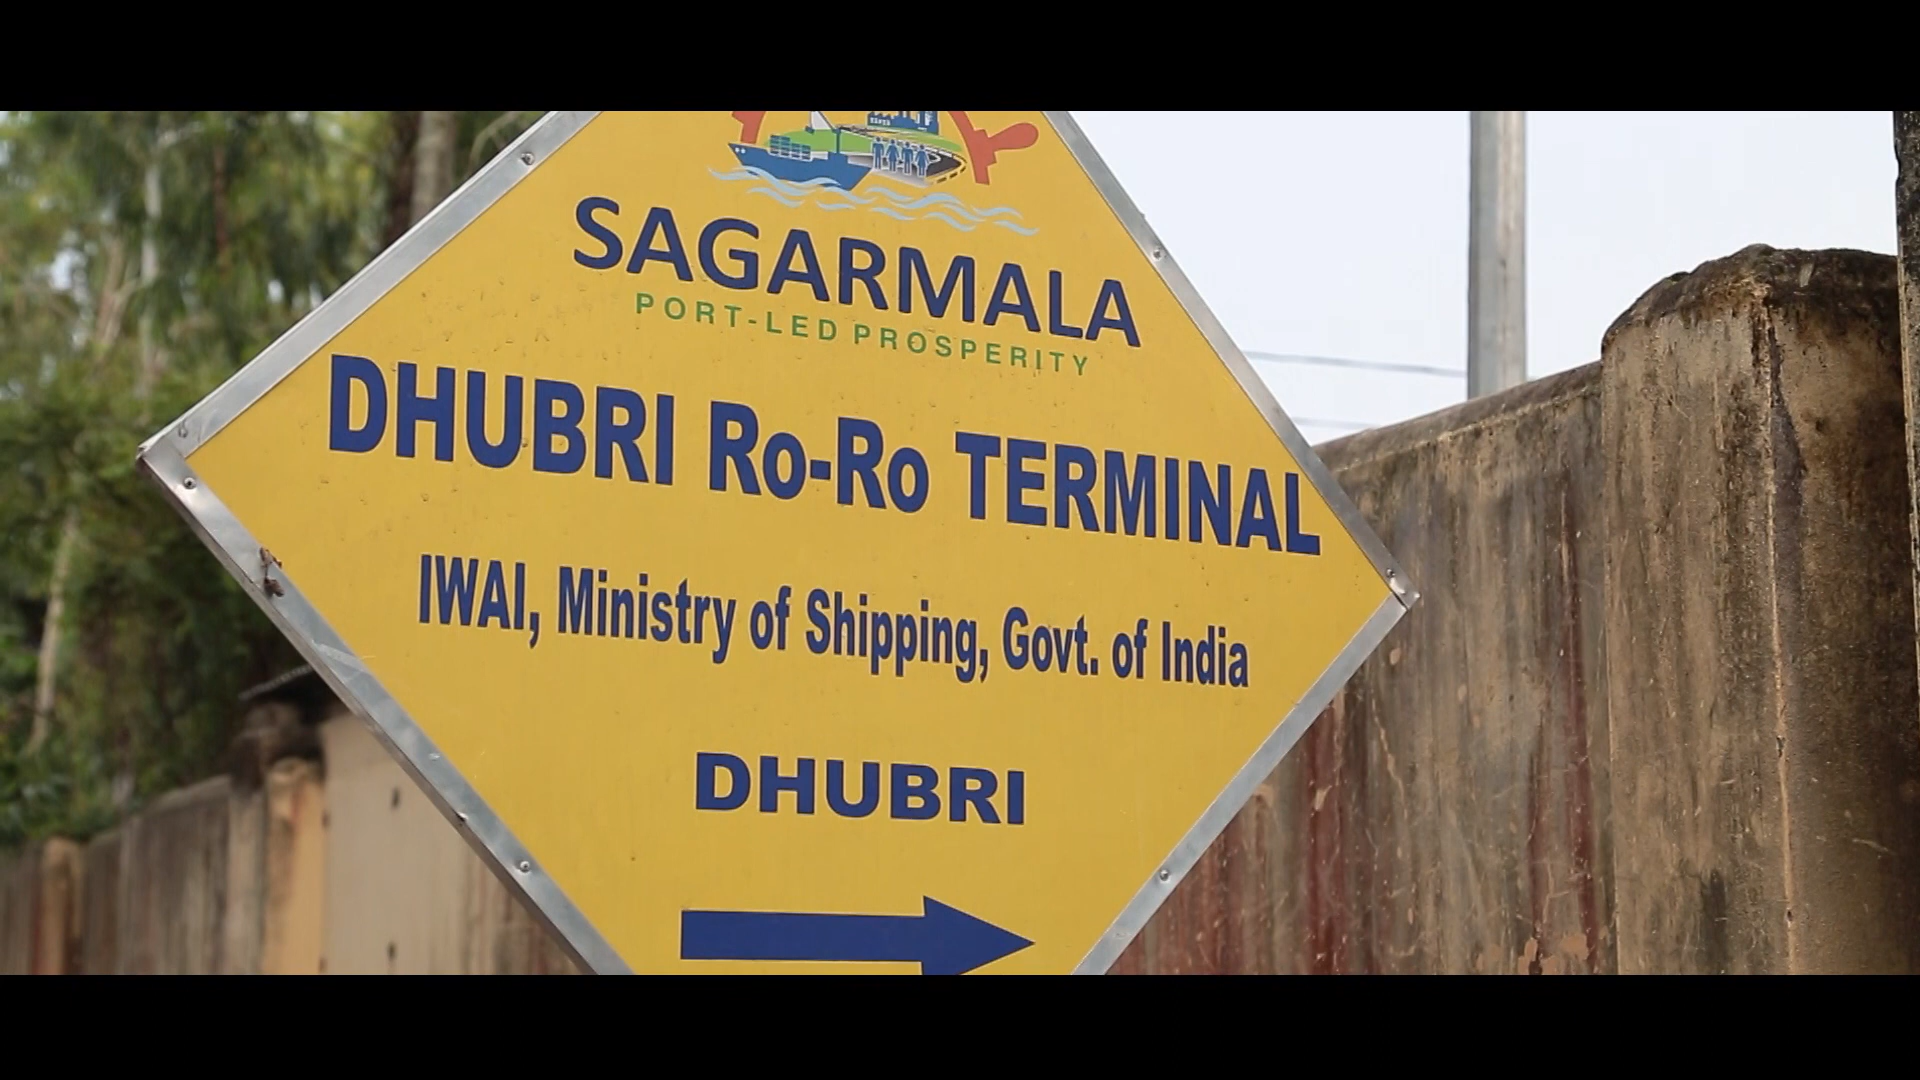 SAGARMALA
PORT-LED PROSPERITY
DHUBRI Ro-Ro TERMINAL
IWAI, Ministry of Shipping, Govt. of India
DHUBRI